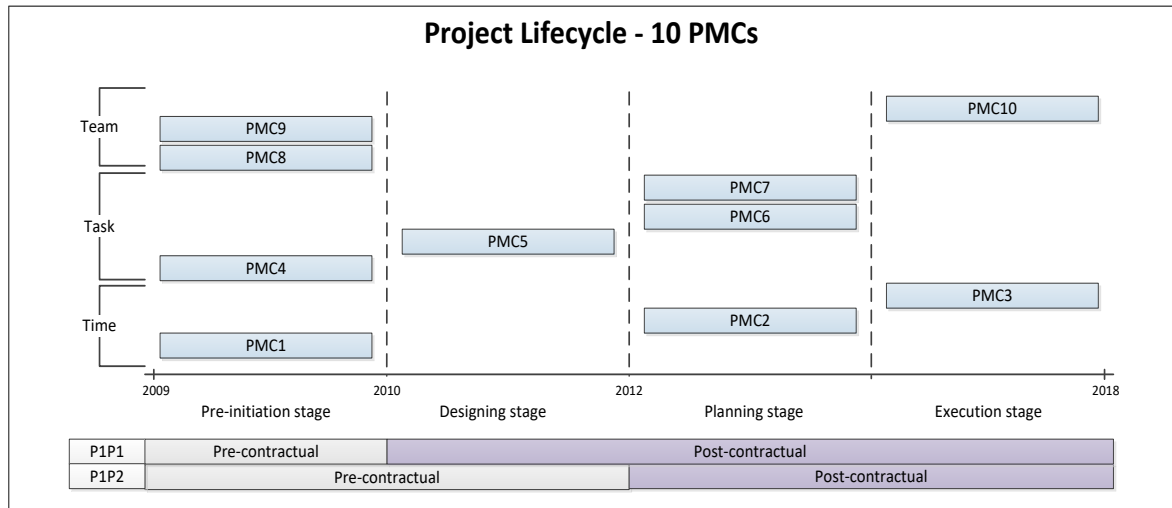 Project Lifecycle - 10 PMCs
Team
PMC9
PMC8
PMC10
Task
PMC7
PMC6
PMC5
PMC4
Time
PMC3
PMC2
PMC1
2009
2010
2012
2018
Pre-initiation stage
Designing stage
Planning stage
Execution stage
P1P1
Pre-contractual
Post-contractual
P1P2
Pre-contractual
Post-contractual